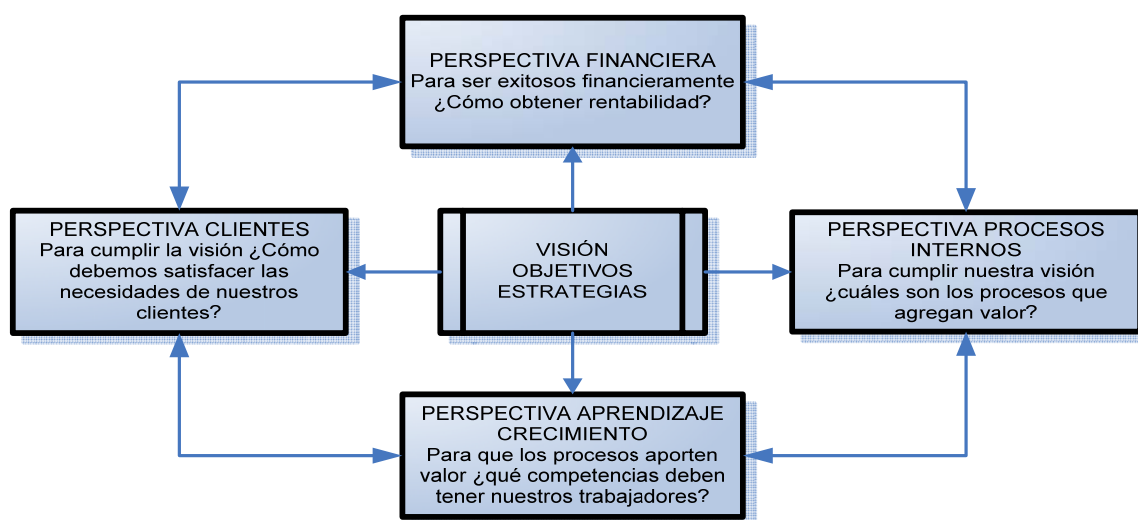 PERSPECTIVA FINANCIERA
Para ser exitosos financieramente
¿Cómo obtener rentabilidad?
PERSPECTIVA CLIENTES
Para cumplir la visión ¿Cómo
debemos satisfacer las
necesidades de nuestros
clientes?
VISIÓN
OBJETIVOS
ESTRATEGIAS
PERSPECTIVA PROCESOS
INTERNOS
Para cumplir nuestra visión
¿cuáles son los procesos que
agregan valor?
PERSPECTIVA APRENDIZAJE
CRECIMIENTO
Para que los procesos aporten
valor ¿qué competencias deben
tener nuestros trabajadores?